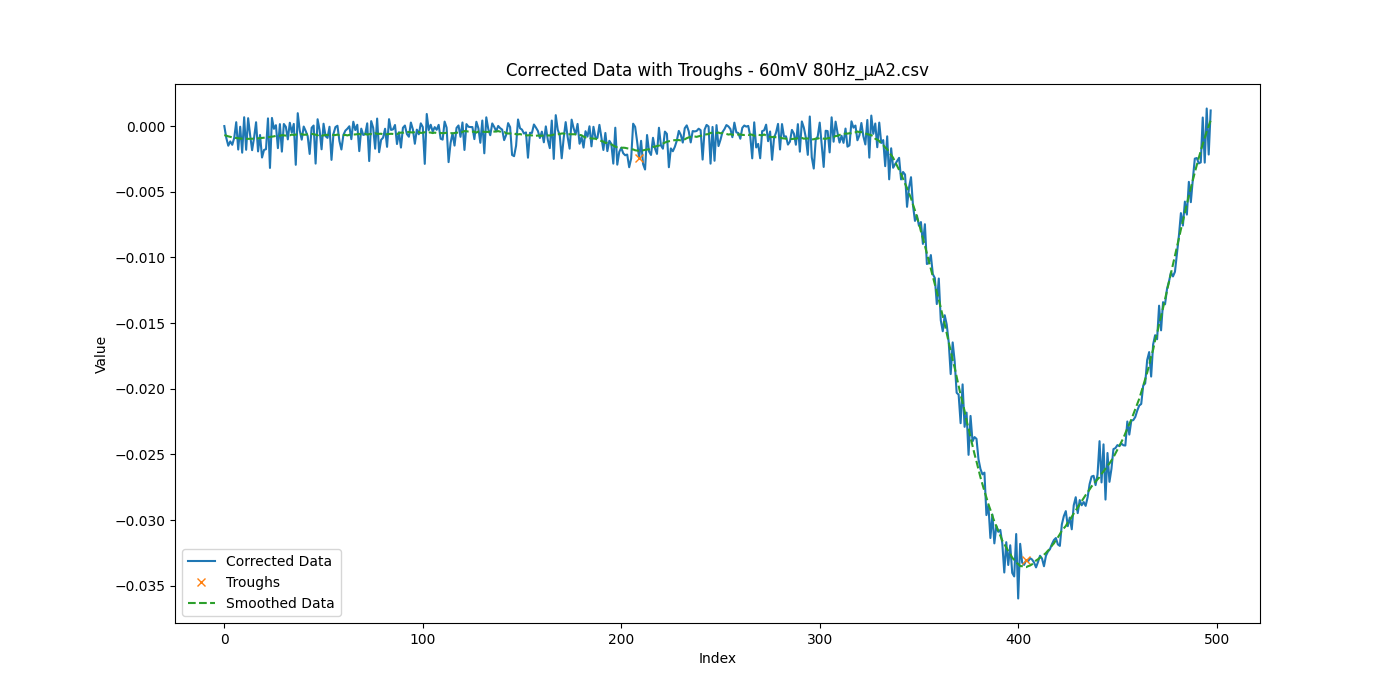 Corrected Data with Troughs - 60mV 80Hz_μA2.csv
0.000
−0.005
−0.010
−0.015
−0.020
−0.025
−0.030
−0.035
Value
Corrected Data
Troughs
Smoothed Data
0
100
200
300
400
500
Index